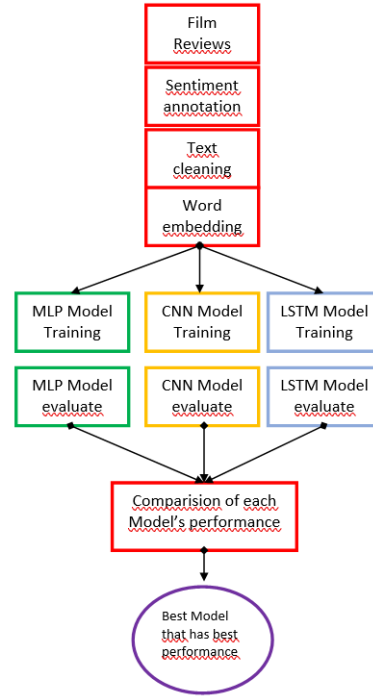 Film
Reviews
Sentiment
annotation
Text
cleaning
Word
embedding
MLP Model
Training
CNN Model
Training
LSTM Model
Training
MLP Model
evaluate
CNN Model
evaluate
LSTM Model
evaluate
Comparision of each
Model's performance
Best Model
that has best
performance